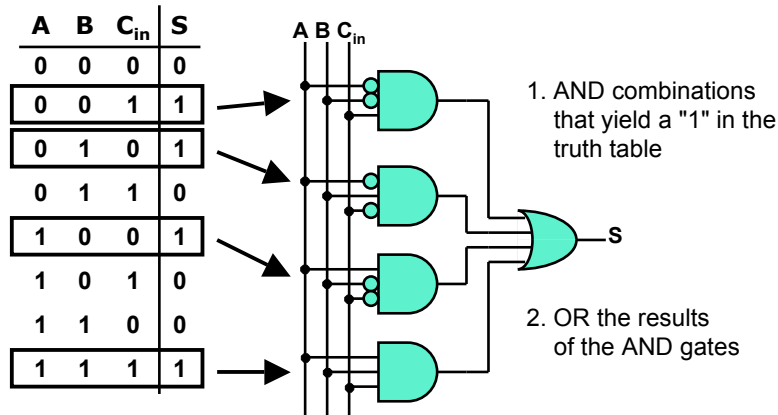 A B C_in S
0 0 0 0
0 0 1 1
0 1 0 1
0 1 1 0
1 0 0 1
1 0 1 0
1 1 0 0
1 1 1 1
A B C_in
1. AND combinations
that yield a "1" in the
truth table
S
2. OR the results
of the AND gates